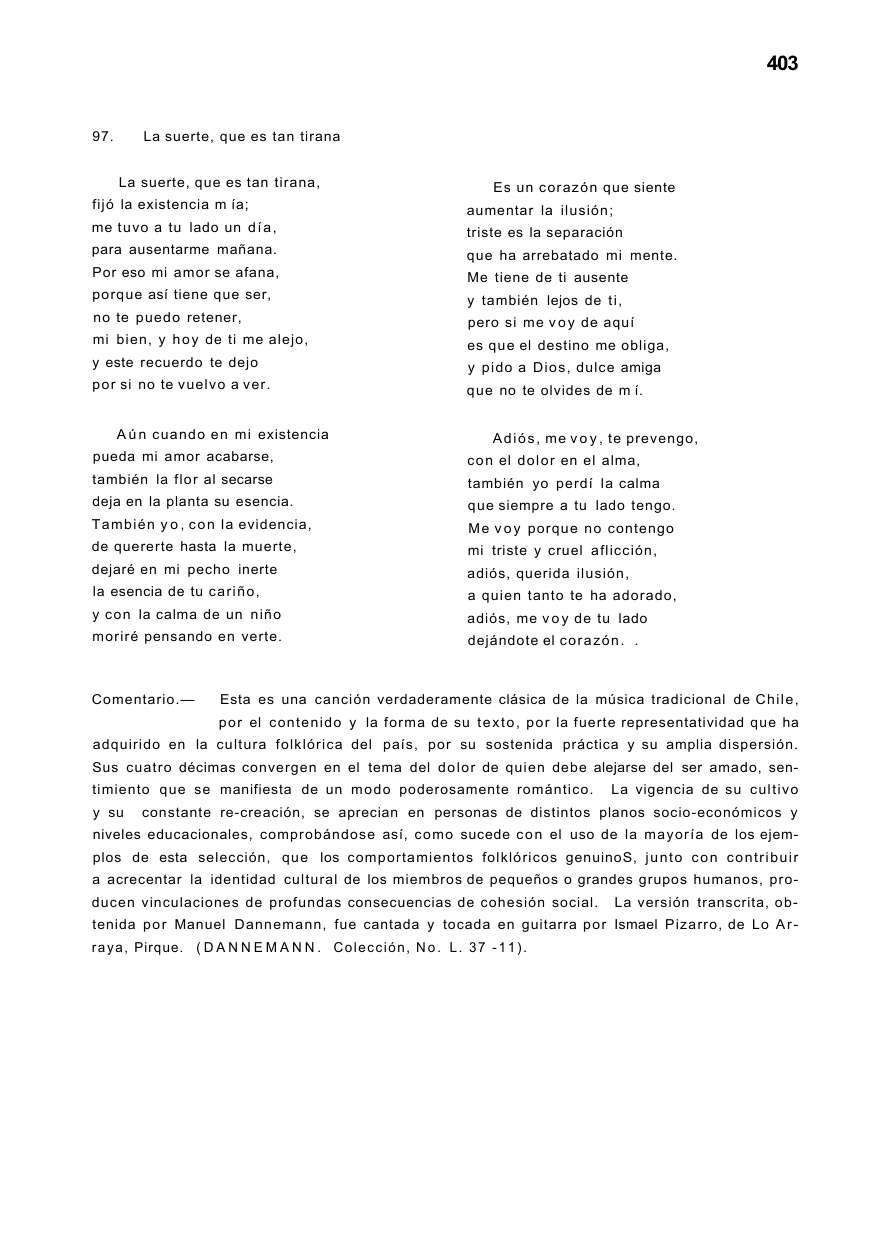 403
97. La suerte, que es tan tirana
La suerte, que es tan tirana,
fijó la existencia mía;
me tuvo a tu lado un día,
para ausentarme mañana.
Por eso mi amor se afana,
porque así tiene que ser,
no te puedo retener,
mi bien, y hoy de ti me alejo,
y este recuerdo te dejo
por si no te vuelvo a ver.
Aún cuando en mi existencia
pueda mi amor acabarse,
también la flor al secarse
deja en la planta su esencia.
También yo, con la evidencia,
de quererte hasta la muerte,
dejaré en mi pecho inerte
la esencia de tu cariño,
y con la calma de un niño
moriré pensando en verte.
Es un corazón que siente
aumentar la ilusión;
triste es la separación
que ha arrebatado mi mente.
Me tiene de ti ausente
y también lejos de ti,
pero si me voy de aquí
es que el destino me obliga,
y pido a Dios, dulce amiga
que no te olvides de mí.
Adiós, me voy, te prevengo,
con el dolor en el alma,
también yo perdí la calma
que siempre a tu lado tengo.
Me voy porque no contengo
mi triste y cruel aflicción,
adiós, querida ilusión,
a quien tanto te ha adorado,
adiós, me voy de tu lado
dejándote el corazón. .
Comentario.— Esta es una canción verdaderamente clásica de la música tradicional de Chile,
por el contenido y la forma de su texto, por la fuerte representatividad que ha
adquirido en la cultura folklórica del país, por su sostenida práctica y su amplia dispersión.
Sus cuatro décimas convergen en el tema del dolor de quien debe alejarse del ser amado, sen-
timiento que se manifiesta de un modo poderosamente romántico. La vigencia de su cultivo
y su constante re-creación, se aprecian en personas de distintos planos socio-económicos y
niveles educacionales, comprobándose así, como sucede con el uso de la mayoría de los ejem-
plos de esta selección, que los comportamientos folklóricos genuinoS, junto con contribuir
a acrecentar la identidad cultural de los miembros de pequeños o grandes grupos humanos, pro-
ducen vinculaciones de profundas consecuencias de cohesión social. La versión transcrita, ob-
tenida por Manuel Dannemann, fue cantada y tocada en guitarra por Ismael Pizarro, de Lo Ar-
raya, Pirque. (DANNEMANN. Colección, No. L. 37 -11).